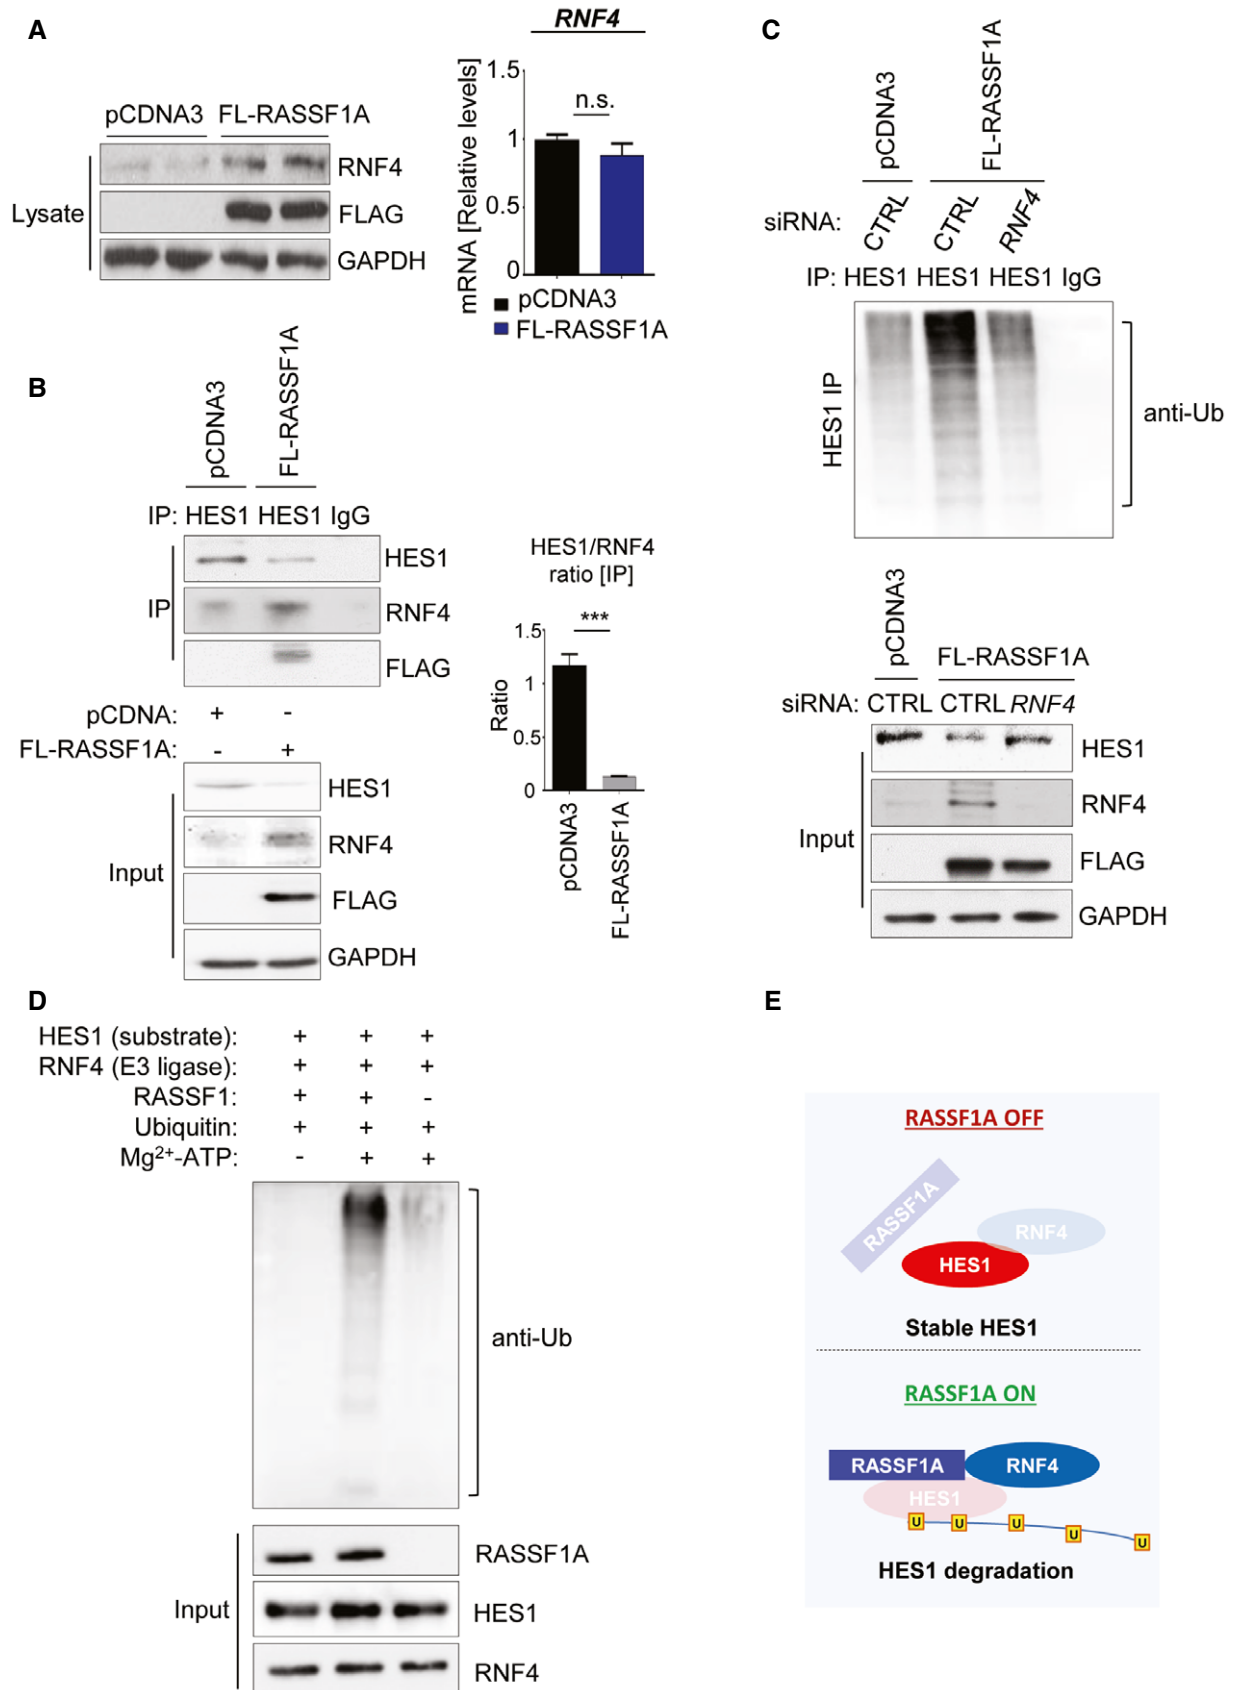 A
RNF4
pCDNA3 FL-RASSF1A
RNF4
FLAG
GAPDH
Lysate
mRNA [Relative levels]
1.5
1
0.5
0
n.s.
pCDNA3
FL-RASSF1A
B
pCDNA3
FL-RASSF1A
IP: HES1 HES1 IgG
HES1
RNF4
FLAG
IP
pCDNA: + -
FL-RASSF1A: - +
HES1
RNF4
FLAG
GAPDH
Input
HES1/RNF4
ratio [IP]
***
1.5
1
0.5
0
Ratio
pCDNA3
FL-RASSF1A
C
pCDNA3
FL-RASSF1A
siRNA: CTRL CTRL RNF4
IP: HES1 HES1 HES1 IgG
HES1 IP
anti-Ub
pCDNA3
FL-RASSF1A
siRNA: CTRL CTRL RNF4
HES1
RNF4
FLAG
GAPDH
Input
D
HES1 (substrate): + + +
RNF4 (E3 ligase): + + +
RASSF1: + + -
Ubiquitin: + + +
Mg2+-ATP: - + +
anti-Ub
RASSF1A
HES1
RNF4
Input
E
RASSF1A OFF
RASSF1A
RNF4
HES1
Stable HES1
RASSF1A ON
RASSF1A RNF4
HES1
U U U U U
HES1 degradation